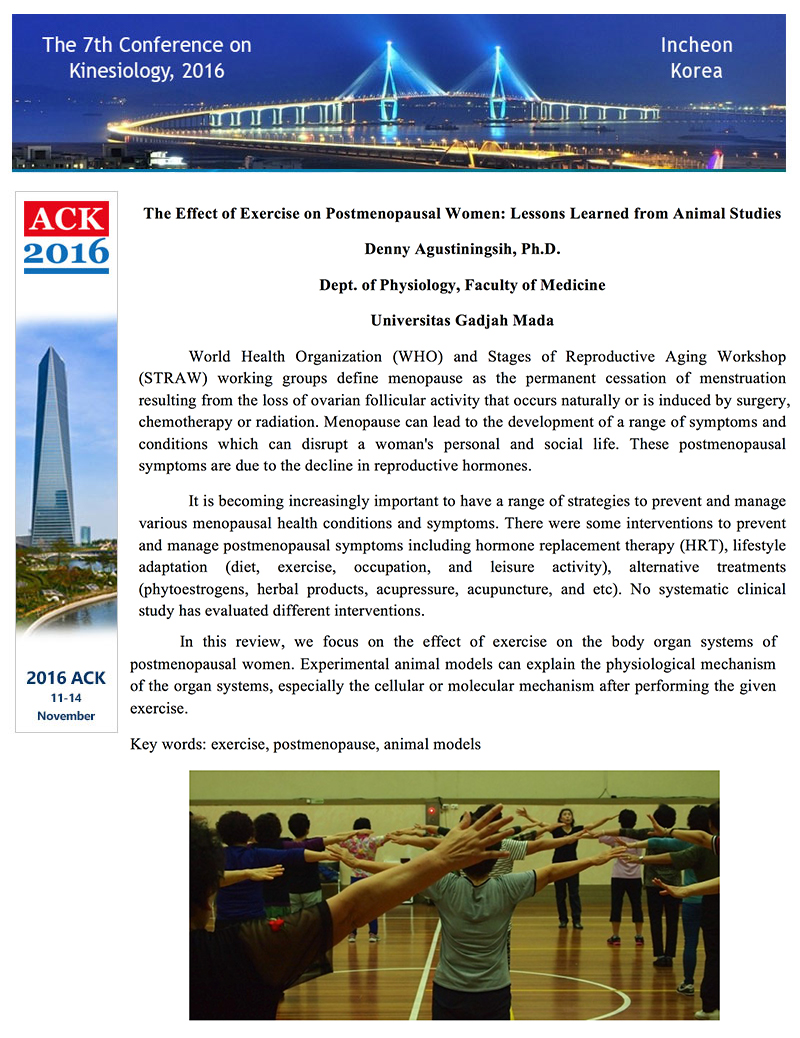 The 7th Conference on
Kinesiology, 2016
Incheon
Korea
ACK
2016
2016 ACK
11-14
November
The Effect of Exercise on Postmenopausal Women: Lessons Learned from Animal Studies
Denny Agustiningsih, Ph.D.
Dept. of Physiology, Faculty of Medicine
Universitas Gadjah Mada
World Health Organization (WHO) and Stages of Reproductive Aging Workshop
(STRAW) working groups define menopause as the permanent cessation of menstruation
resulting from the loss of ovarian follicular activity that occurs naturally or is induced by surgery,
chemotherapy or radiation. Menopause can lead to the development of a range of symptoms and
conditions which can disrupt a woman's personal and social life. These postmenopausal
symptoms are due to the decline in reproductive hormones.
It is becoming increasingly important to have a range of strategies to prevent and manage
various menopausal health conditions and symptoms. There were some interventions to prevent
and manage postmenopausal symptoms including hormone replacement therapy (HRT), lifestyle
adaptation (diet, exercise, occupation, and leisure activity), alternative treatments
(phytoestrogens, herbal products, acupressure, acupuncture, and etc). No systematic clinical
study has evaluated different interventions.
In this review, we focus on the effect of exercise on the body organ systems of
postmenopausal women. Experimental animal models can explain the physiological mechanism
of the organ systems, especially the cellular or molecular mechanism after performing the given
exercise.
Key words: exercise, postmenopause, animal models